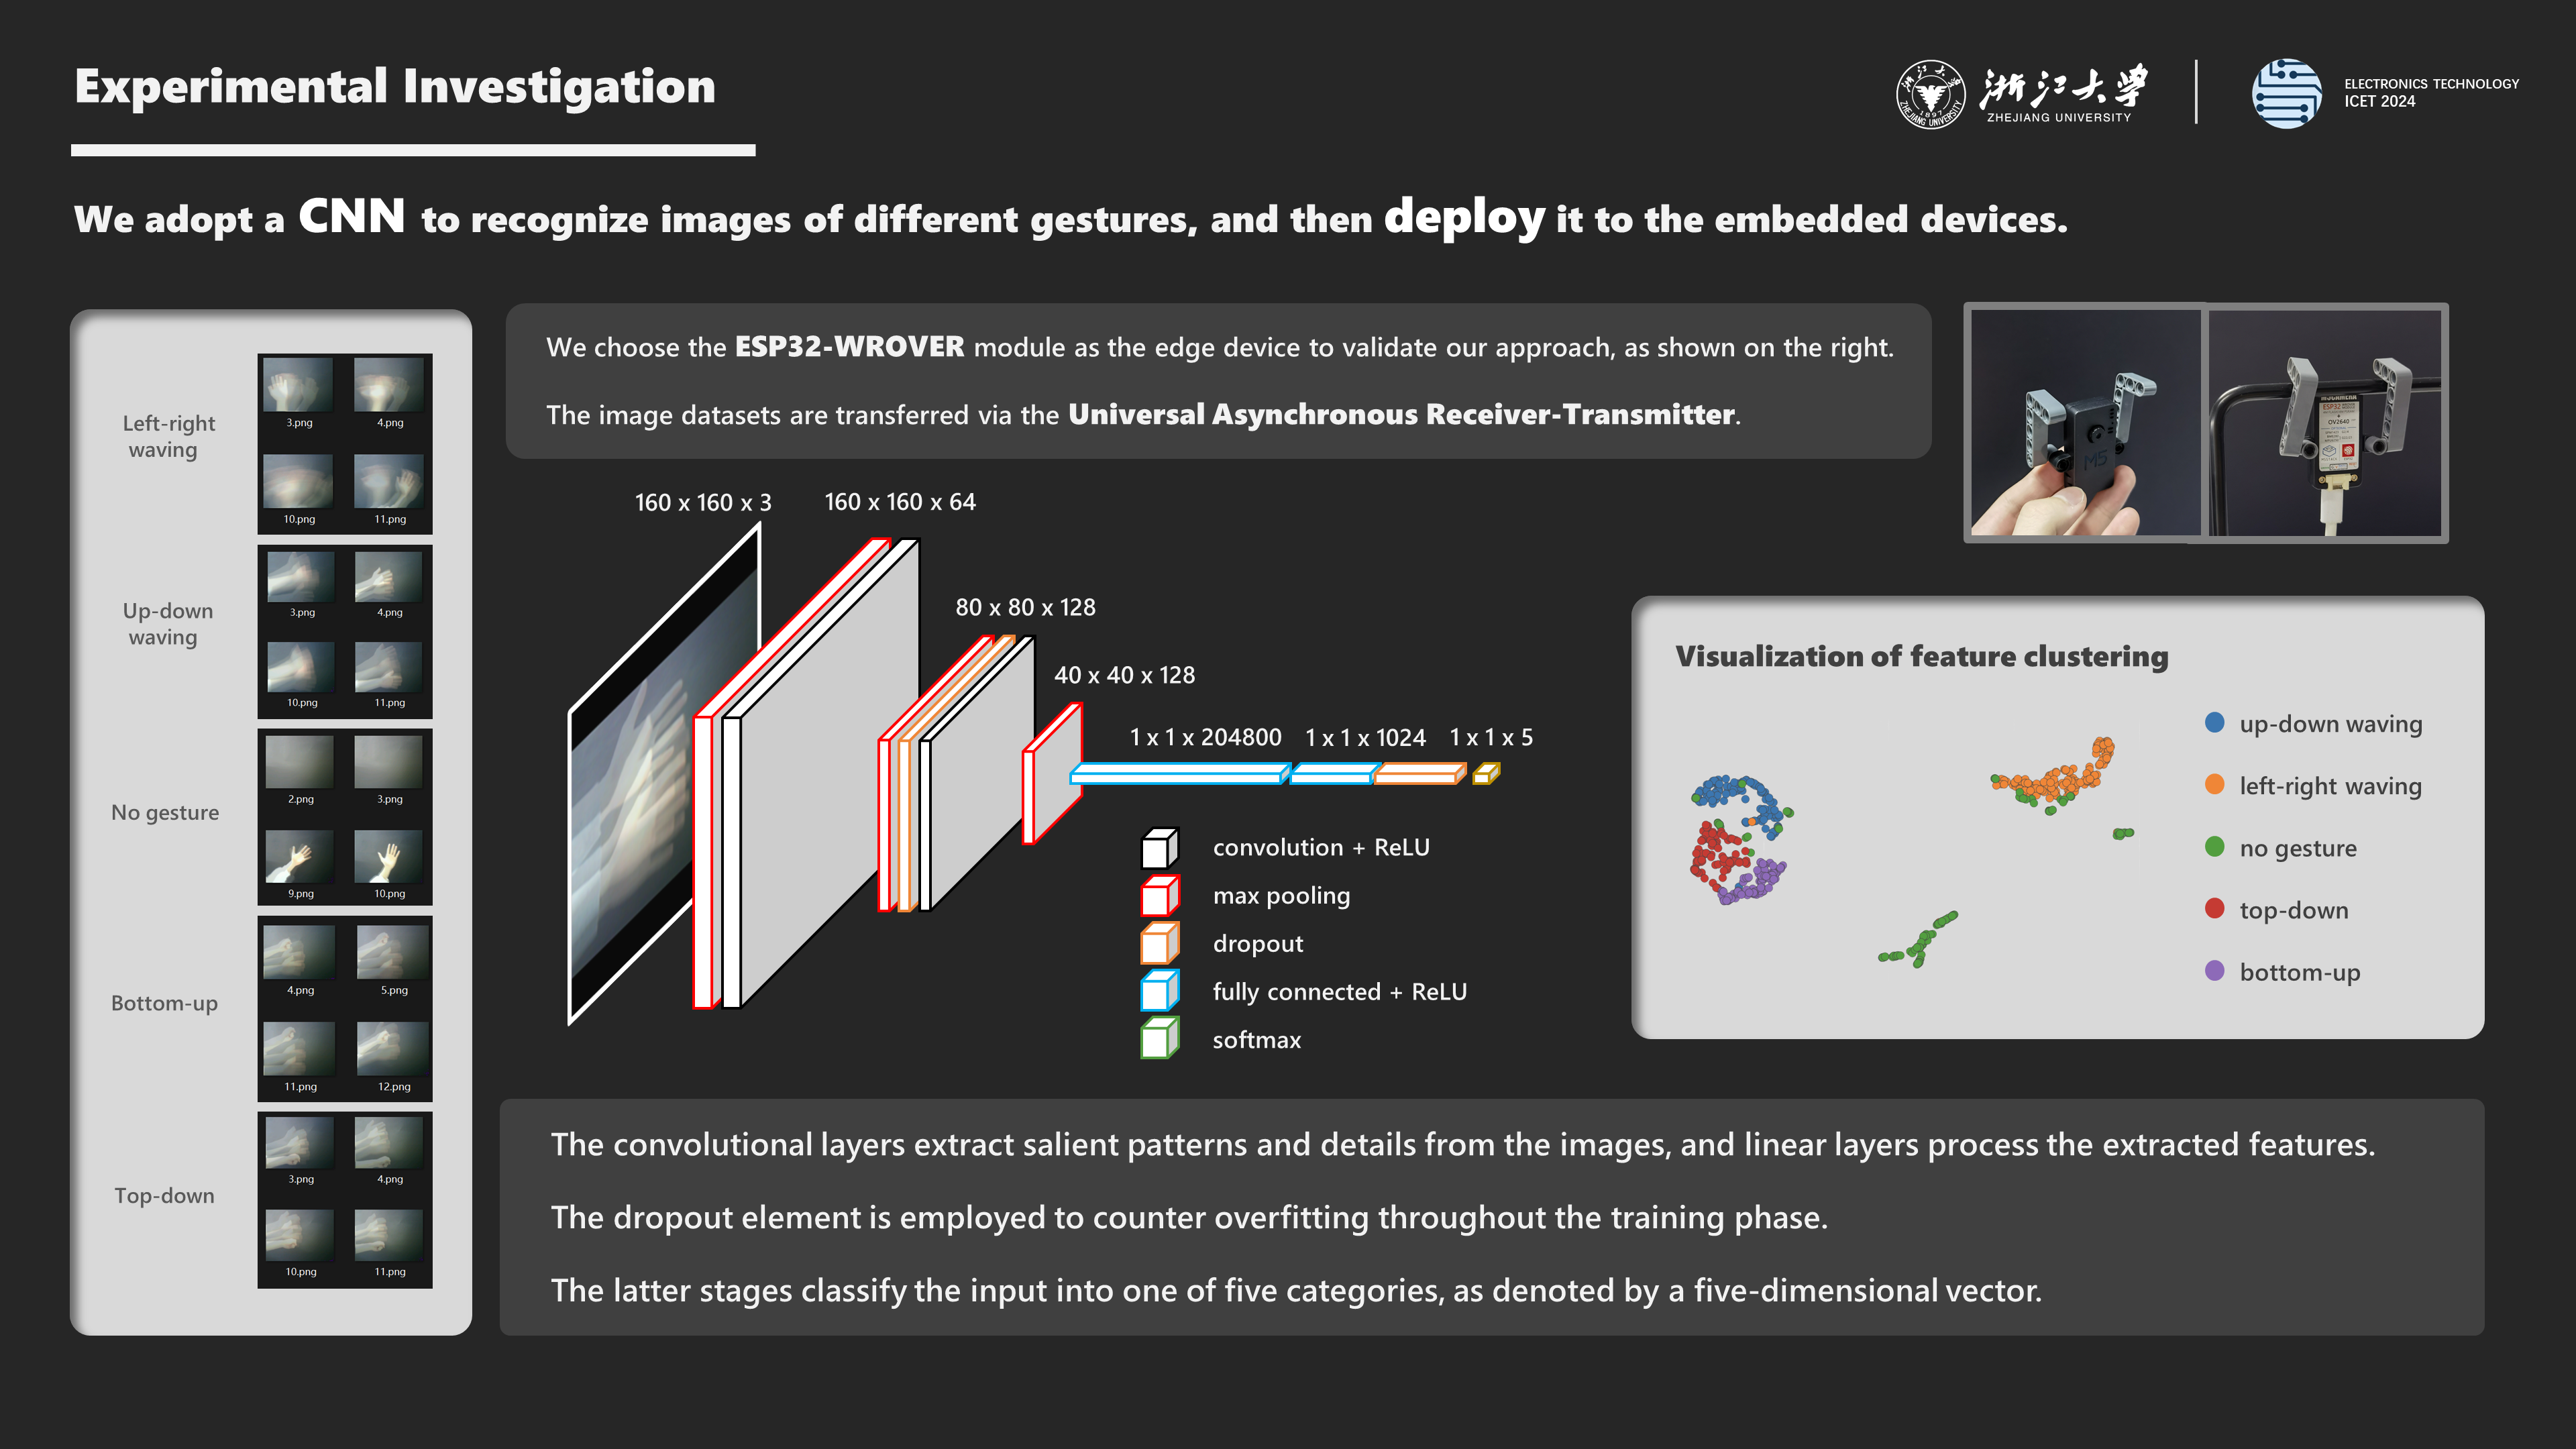 Experimental Investigation
浙江大学
ZHEJIANG UNIVERSITY
ZHEJIANG UNIVERSITY
1897
ELECTRONICS TECHNOLOGY
ICET 2024
We adopt a CNN to recognize images of different gestures, and then deploy it to the embedded devices.
Left-right
waving
3.png 4.png
10.png 11.png
Up-down
waving
3.png 4.png
10.png 11.png
No gesture
2.png 3.png
9.png 10.png
Bottom-up
4.png 5.png
11.png 12.png
Top-down
3.png 4.png
10.png 11.png
We choose the ESP32-WROVER module as the edge device to validate our approach, as shown on the right.
The image datasets are transferred via the Universal Asynchronous Receiver-Transmitter.
M5
ESP32
OV2640
160 x 160 x 3
160 x 160 x 64
80 x 80 x 128
40 x 40 x 128
1 x 1 x 204800
1 x 1 x 1024
1 x 1 x 5
convolution + ReLU
max pooling
dropout
fully connected + ReLU
softmax
Visualization of feature clustering
up-down waving
left-right waving
no gesture
top-down
bottom-up
The convolutional layers extract salient patterns and details from the images, and linear layers process the extracted features.
The dropout element is employed to counter overfitting throughout the training phase.
The latter stages classify the input into one of five categories, as denoted by a five-dimensional vector.